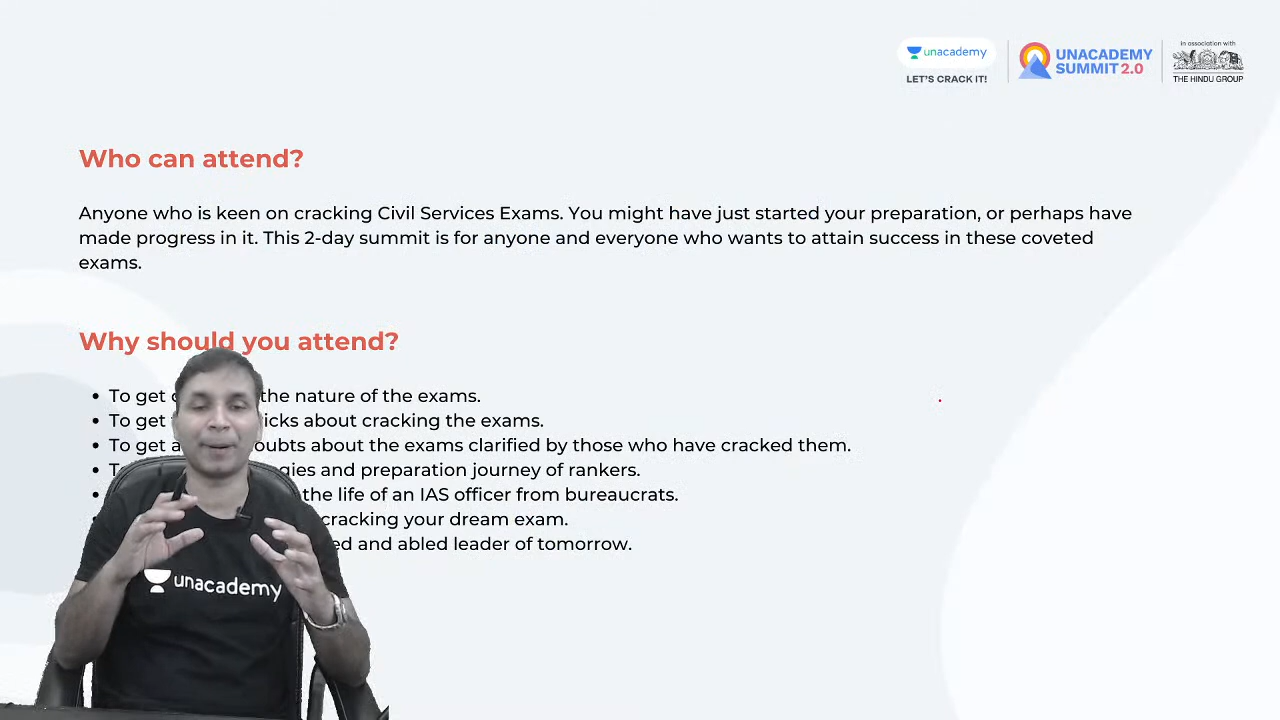 unacademy
LET'S CRACK IT!
UNACADEMY
SUMMIT 2.0
In association with
THE HINDU GROUP
Who can attend?
Anyone who is keen on cracking Civil Services Exams. You might have just started your preparation, or perhaps have
made progress in it. This 2-day summit is for anyone and everyone who wants to attain success in these coveted
exams.
Why should you attend?
• To get the nature of the exams.
• To get about cracking the exams.
• To get about the exams clarified by those who have cracked them.
• and preparation journey of rankers.
• the life of an IAS officer from bureaucrats.
• cracking your dream exam.
and abled leader of tomorrow.
unacademy